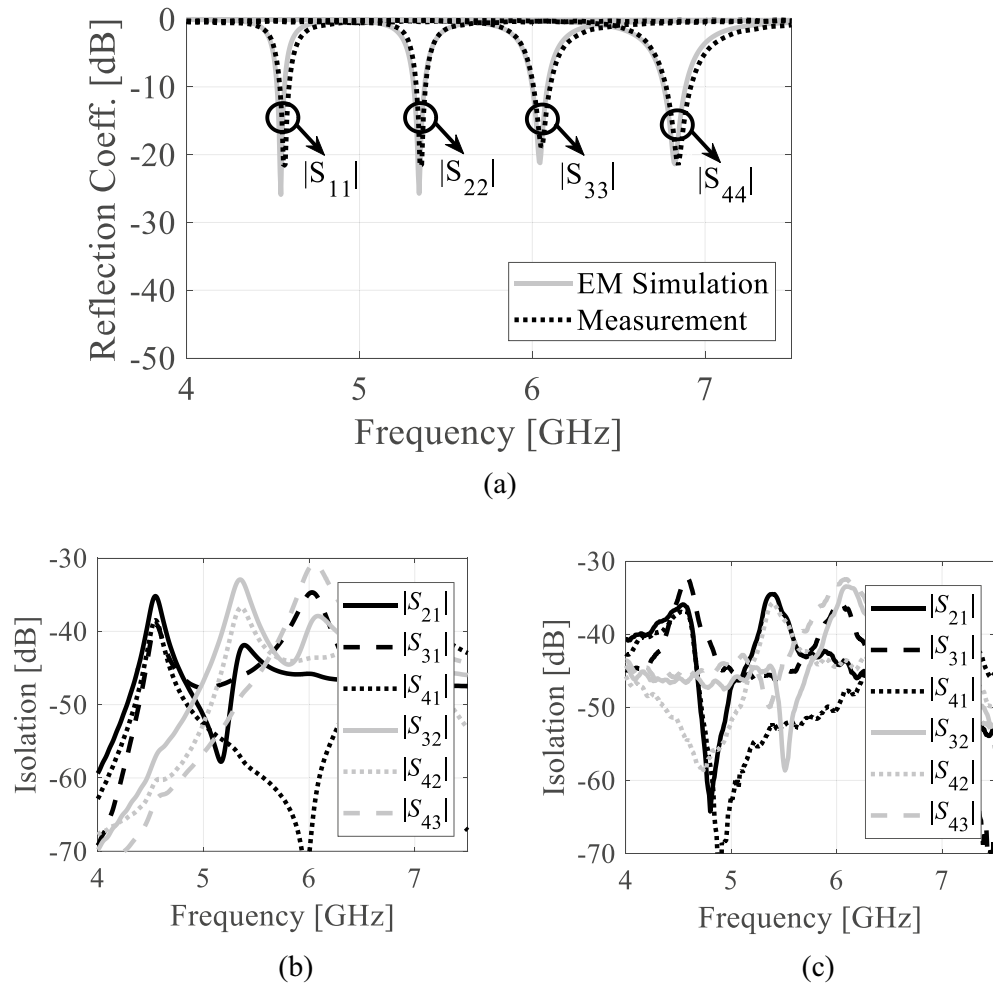 0
-10
-20
-30
-40
-50
Reflection Coeff. [dB]
|S11|
|S22|
|S33|
|S44|
EM Simulation
Measurement
4 5 6 7
Frequency [GHz]
(a)
-30
-40
-50
-60
-70
Isolation [dB]
|S21|
|S31|
|S41|
|S32|
|S42|
|S43|
4 5 6 7
Frequency [GHz]
(b)
-30
-40
-50
-60
-70
Isolation [dB]
|S21|
|S31|
|S41|
|S32|
|S42|
|S43|
4 5 6 7
Frequency [GHz]
(c)